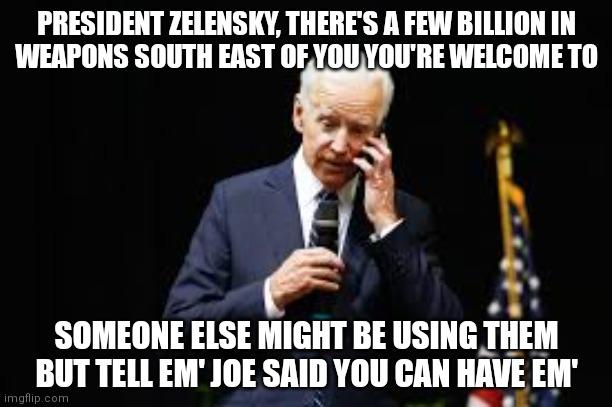 PRESIDENT ZELENSKY, THERE'S A FEW BILLION IN
WEAPONS SOUTH EAST OF YOU YOU'RE WELCOME TO
SOMEONE ELSE MIGHT BE USING THEM
BUT TELL EM' JOE SAID YOU CAN HAVE EM'
imgflip.com